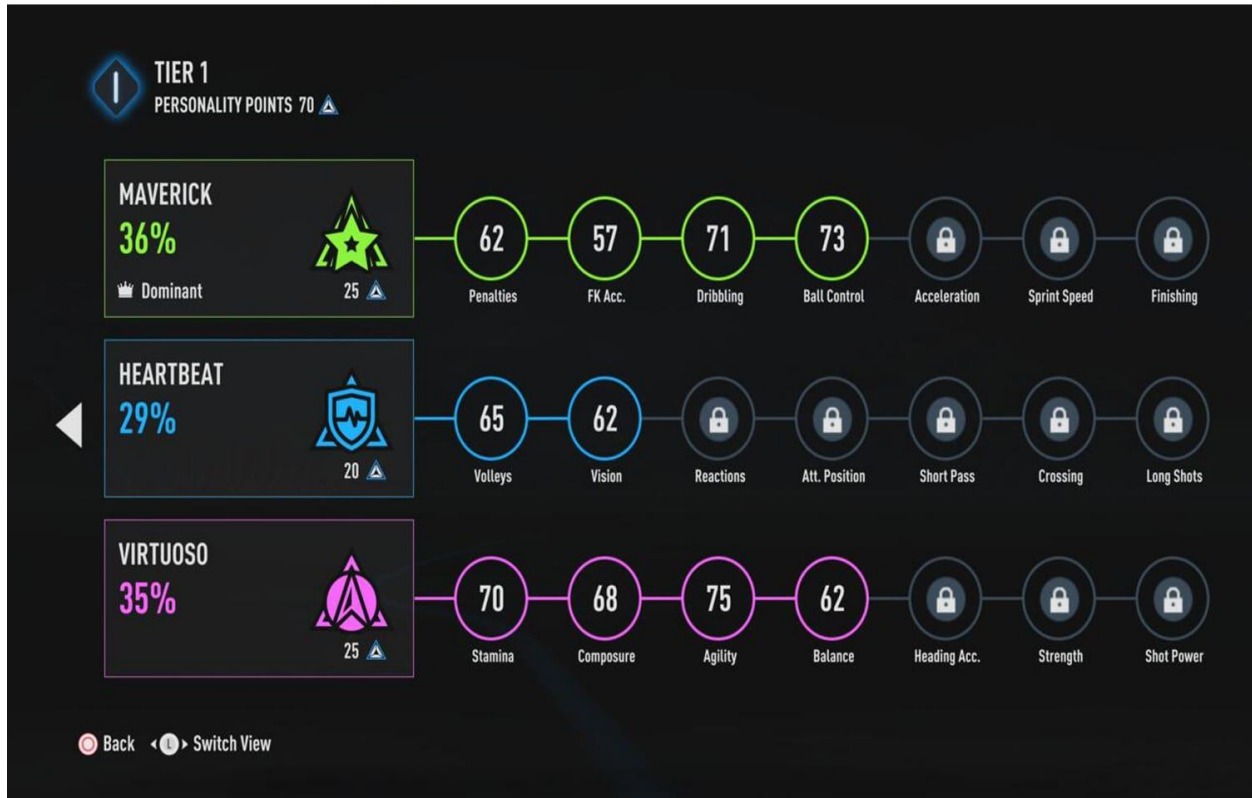 TIER 1
PERSONALITY POINTS 70
MAVERICK
36%
Dominant
25
62
57
71
73
Penalties
FK Acc.
Dribbling
Ball Control
Acceleration
Sprint Speed
Finishing
HEARTBEAT
29%
20
65
62
Volleys
Vision
Reactions
Att. Position
Short Pass
Crossing
Long Shots
VIRTUOSO
35%
25
70
68
75
62
Stamina
Composure
Agility
Balance
Heading Acc.
Strength
Shot Power
Back
L
Switch View